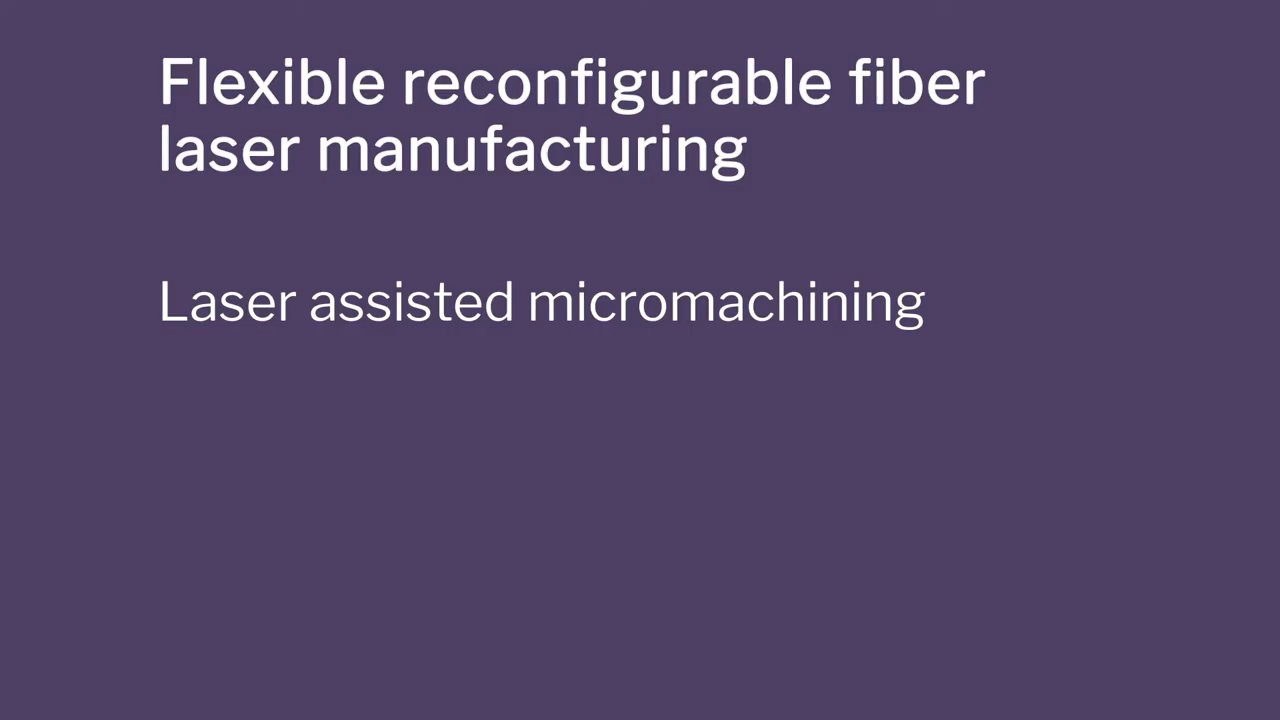 Flexible reconfigurable fiber
laser manufacturing
Laser assisted micromachining